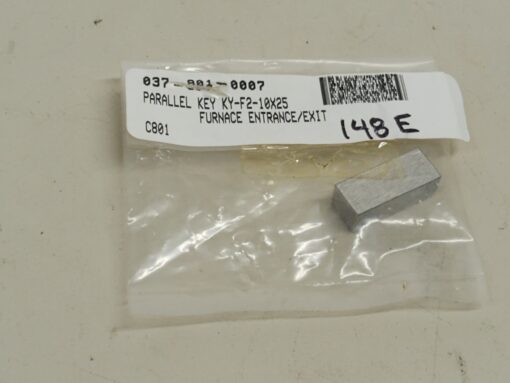 037-801-0007
PARALLEL KEY KY-F2-10X25
FURNACE ENTRANCE/EXIT
C801
148E